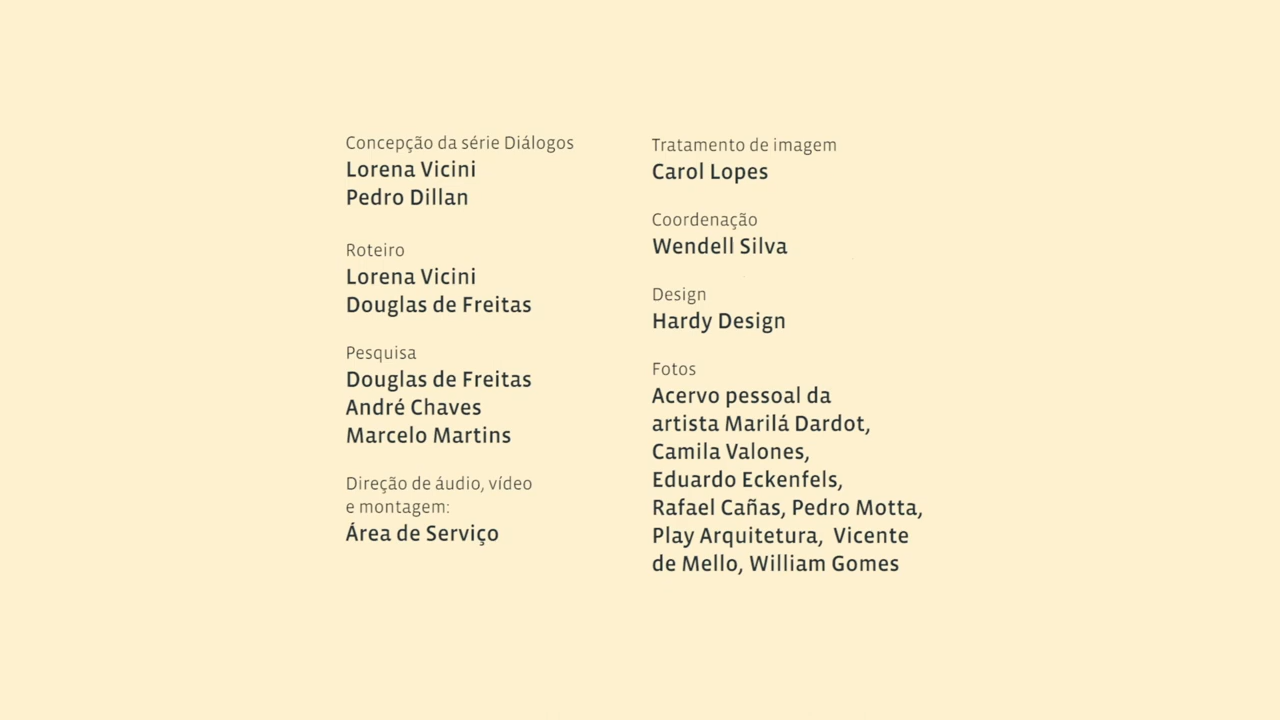 Concepção da série Diálogos
Lorena Vicini
Pedro Dillan
Roteiro
Lorena Vicini
Douglas de Freitas
Pesquisa
Douglas de Freitas
André Chaves
Marcelo Martins
Direção de áudio, vídeo
e montagem:
Área de Serviço
Tratamento de imagem
Carol Lopes
Coordenação
Wendell Silva
Design
Hardy Design
Fotos
Acervo pessoal da
artista Marilá Dardot,
Camila Valones,
Eduardo Eckenfels,
Rafael Cañas, Pedro Motta,
Play Arquitetura, Vicente
de Mello, William Gomes